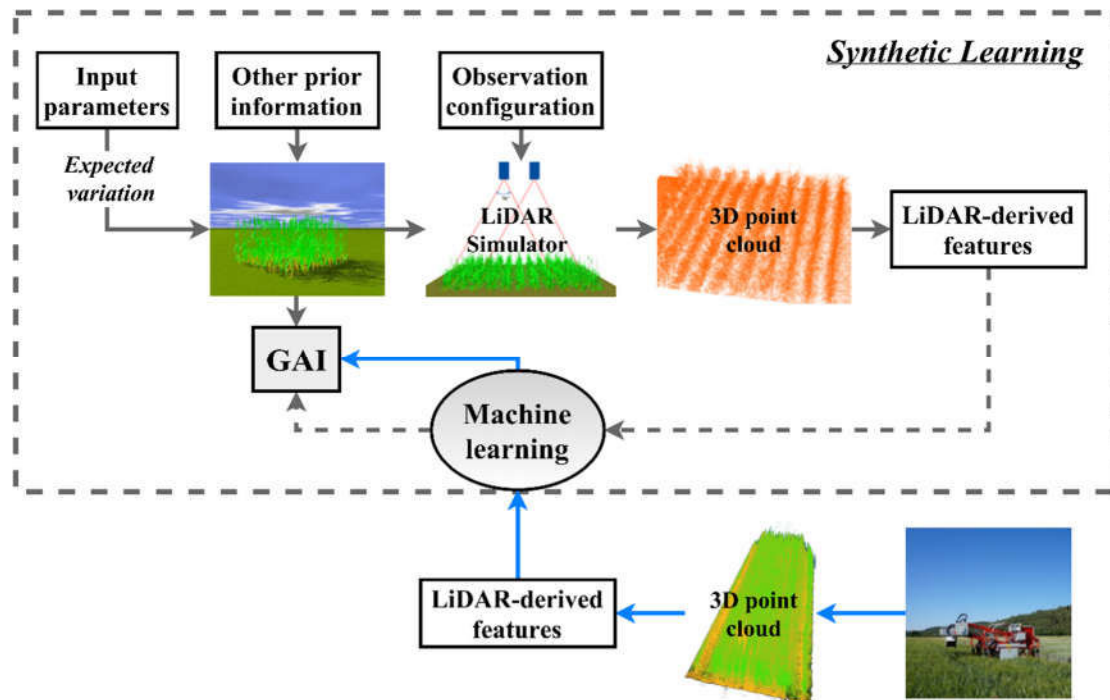 Synthetic Learning
Input
parameters
Other prior
information
Observation
configuration
Expected
variation
LiDAR
Simulator
3D point
cloud
LiDAR-derived
features
GAI
Machine
learning
LiDAR-derived
features
3D point
cloud